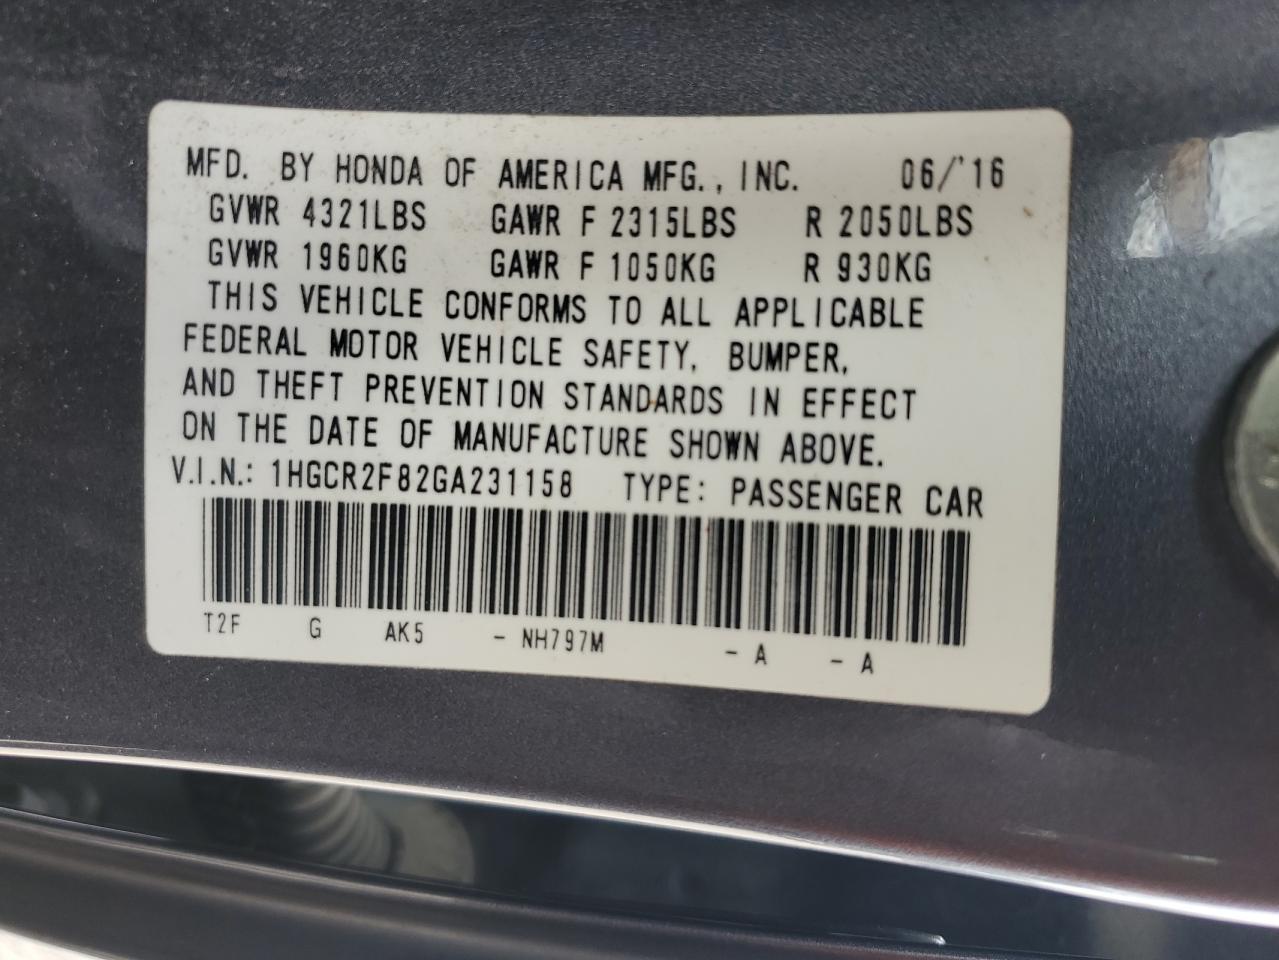 MFD. BY HONDA OF AMERICA MFG., INC. 06/'16
GVWR 4321LBS GAWR F 2315LBS R 2050LBS
GVWR 1960KG GAWR F 1050KG R 930KG
THIS VEHICLE CONFORMS TO ALL APPLICABLE
FEDERAL MOTOR VEHICLE SAFETY, BUMPER,
AND THEFT PREVENTION STANDARDS IN EFFECT
ON THE DATE OF MANUFACTURE SHOWN ABOVE.
V.I.N.: 1HGCR2F82GA231158 TYPE: PASSENGER CAR
T2F G AK5 - NH797M - A - A